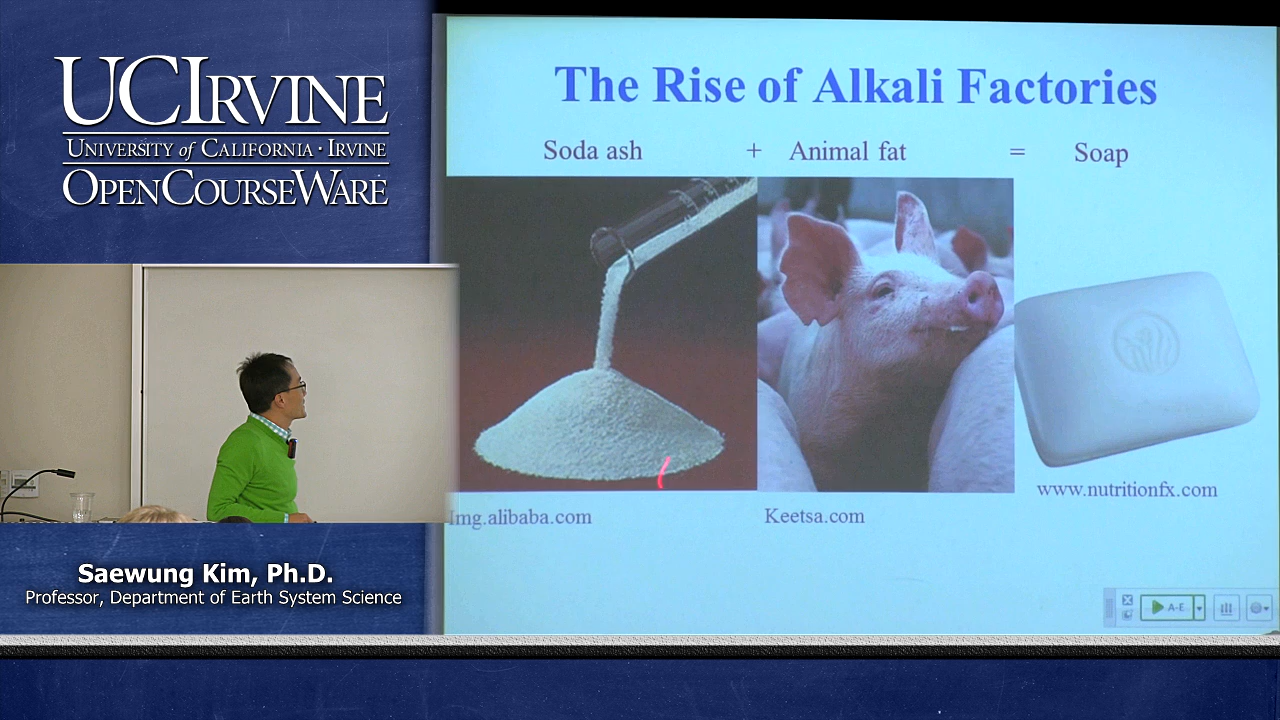 UCIRVINE
UNIVERSITY of CALIFORNIA · IRVINE
OPENCOURSEWARE
The Rise of Alkali Factories
Soda ash + Animal fat = Soap
www.nutritionfx.com
Img.alibaba.com
Keetsa.com
A-E
Saewung Kim, Ph.D.
Professor, Department of Earth System Science